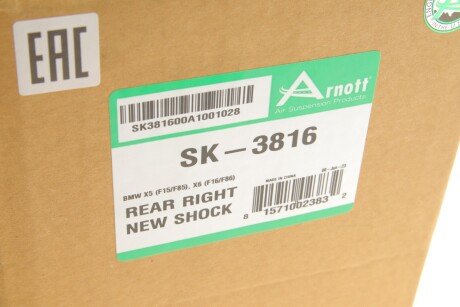 EAC
Arnott
Air Suspension Products
SK381600A1001028
SK-3816
MADE IN CHINA
BMW X5 (F15/F85), X6 (F16/F86)
REAR RIGHT
NEW SHOCK
8 1571002383 2